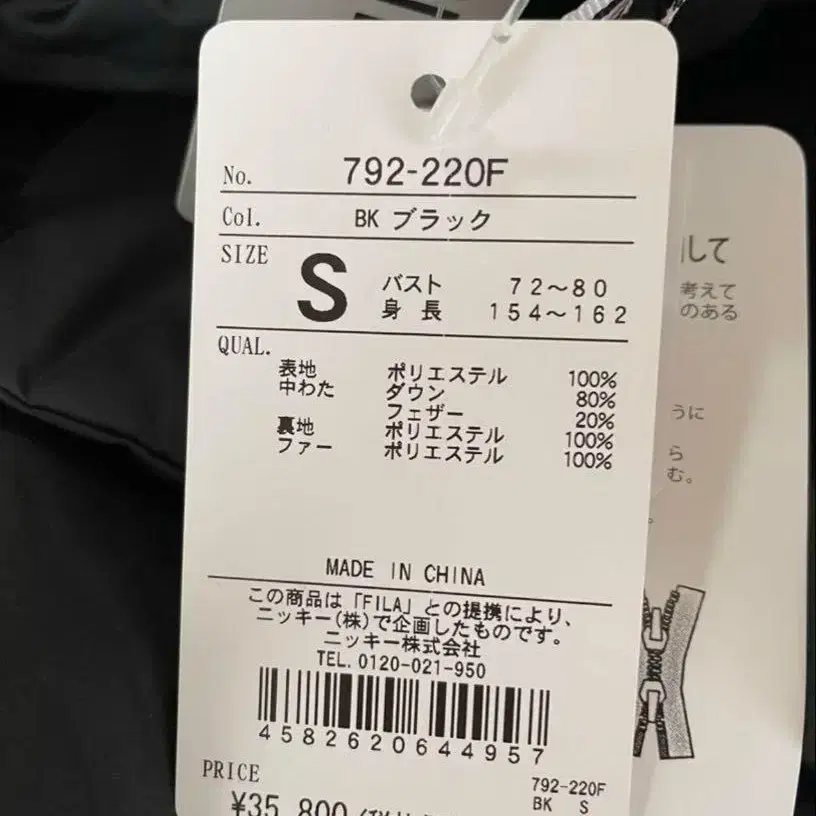 No. 792-220F
Col. BK ブラック
SIZE S バスト 72～80
身長 154～162
QUAL.
表地 ポリエステル 100%
中わた ダウン 80%
フェザー 20%
裏地 ポリエステル 100%
ファー ポリエステル 100%
MADE IN CHINA
この商品は「FILA」との提携により、
ニッキー(株)で企画したものです。
ニッキー株式会社
TEL. 0120-021-950
4582620644957
PRICE
792-220F
BK S
¥35,800
して
考えて
のある
うに
ら
む。
。